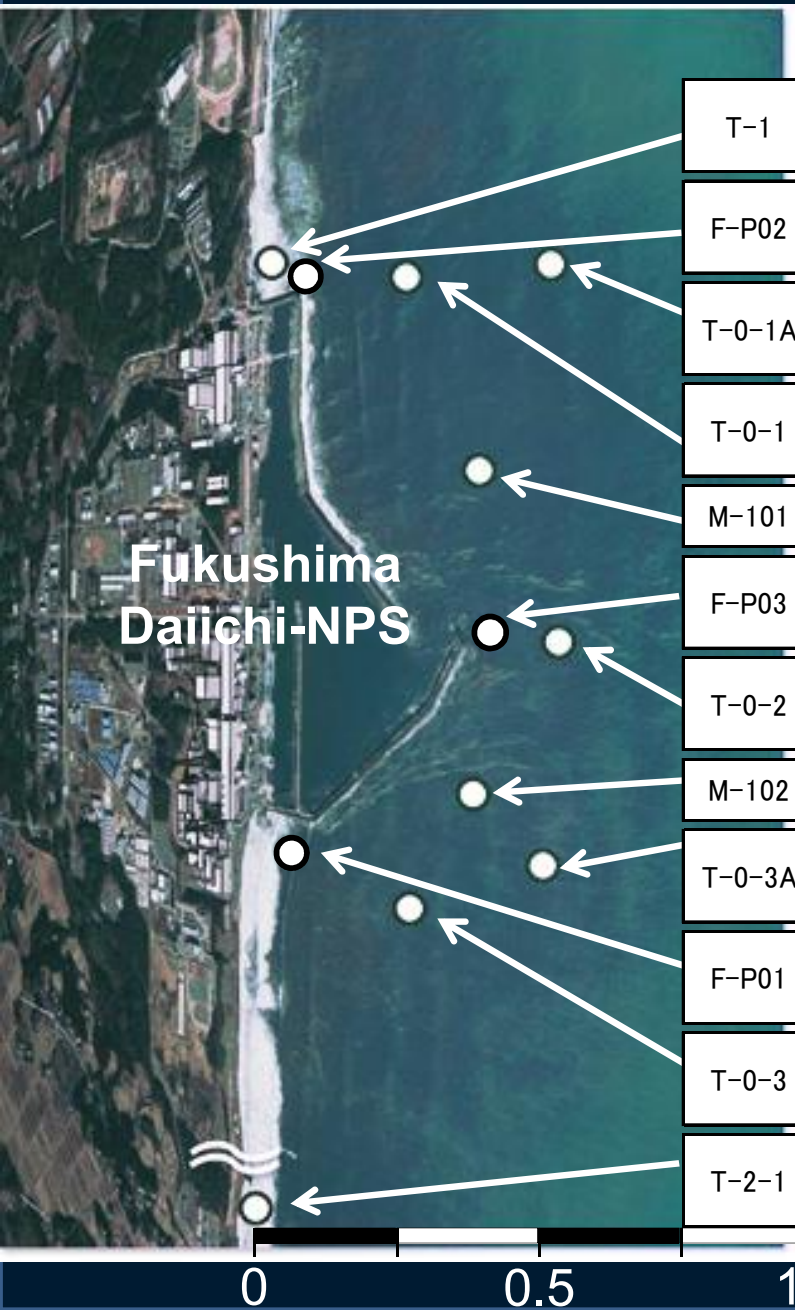 T-1
F-P02
T-0-1A
T-0-1
M-101
Fukushima
Daiichi-NPS
F-P03
T-0-2
M-102
T-0-3A
F-P01
T-0-3
T-2-1
0 0.5 1